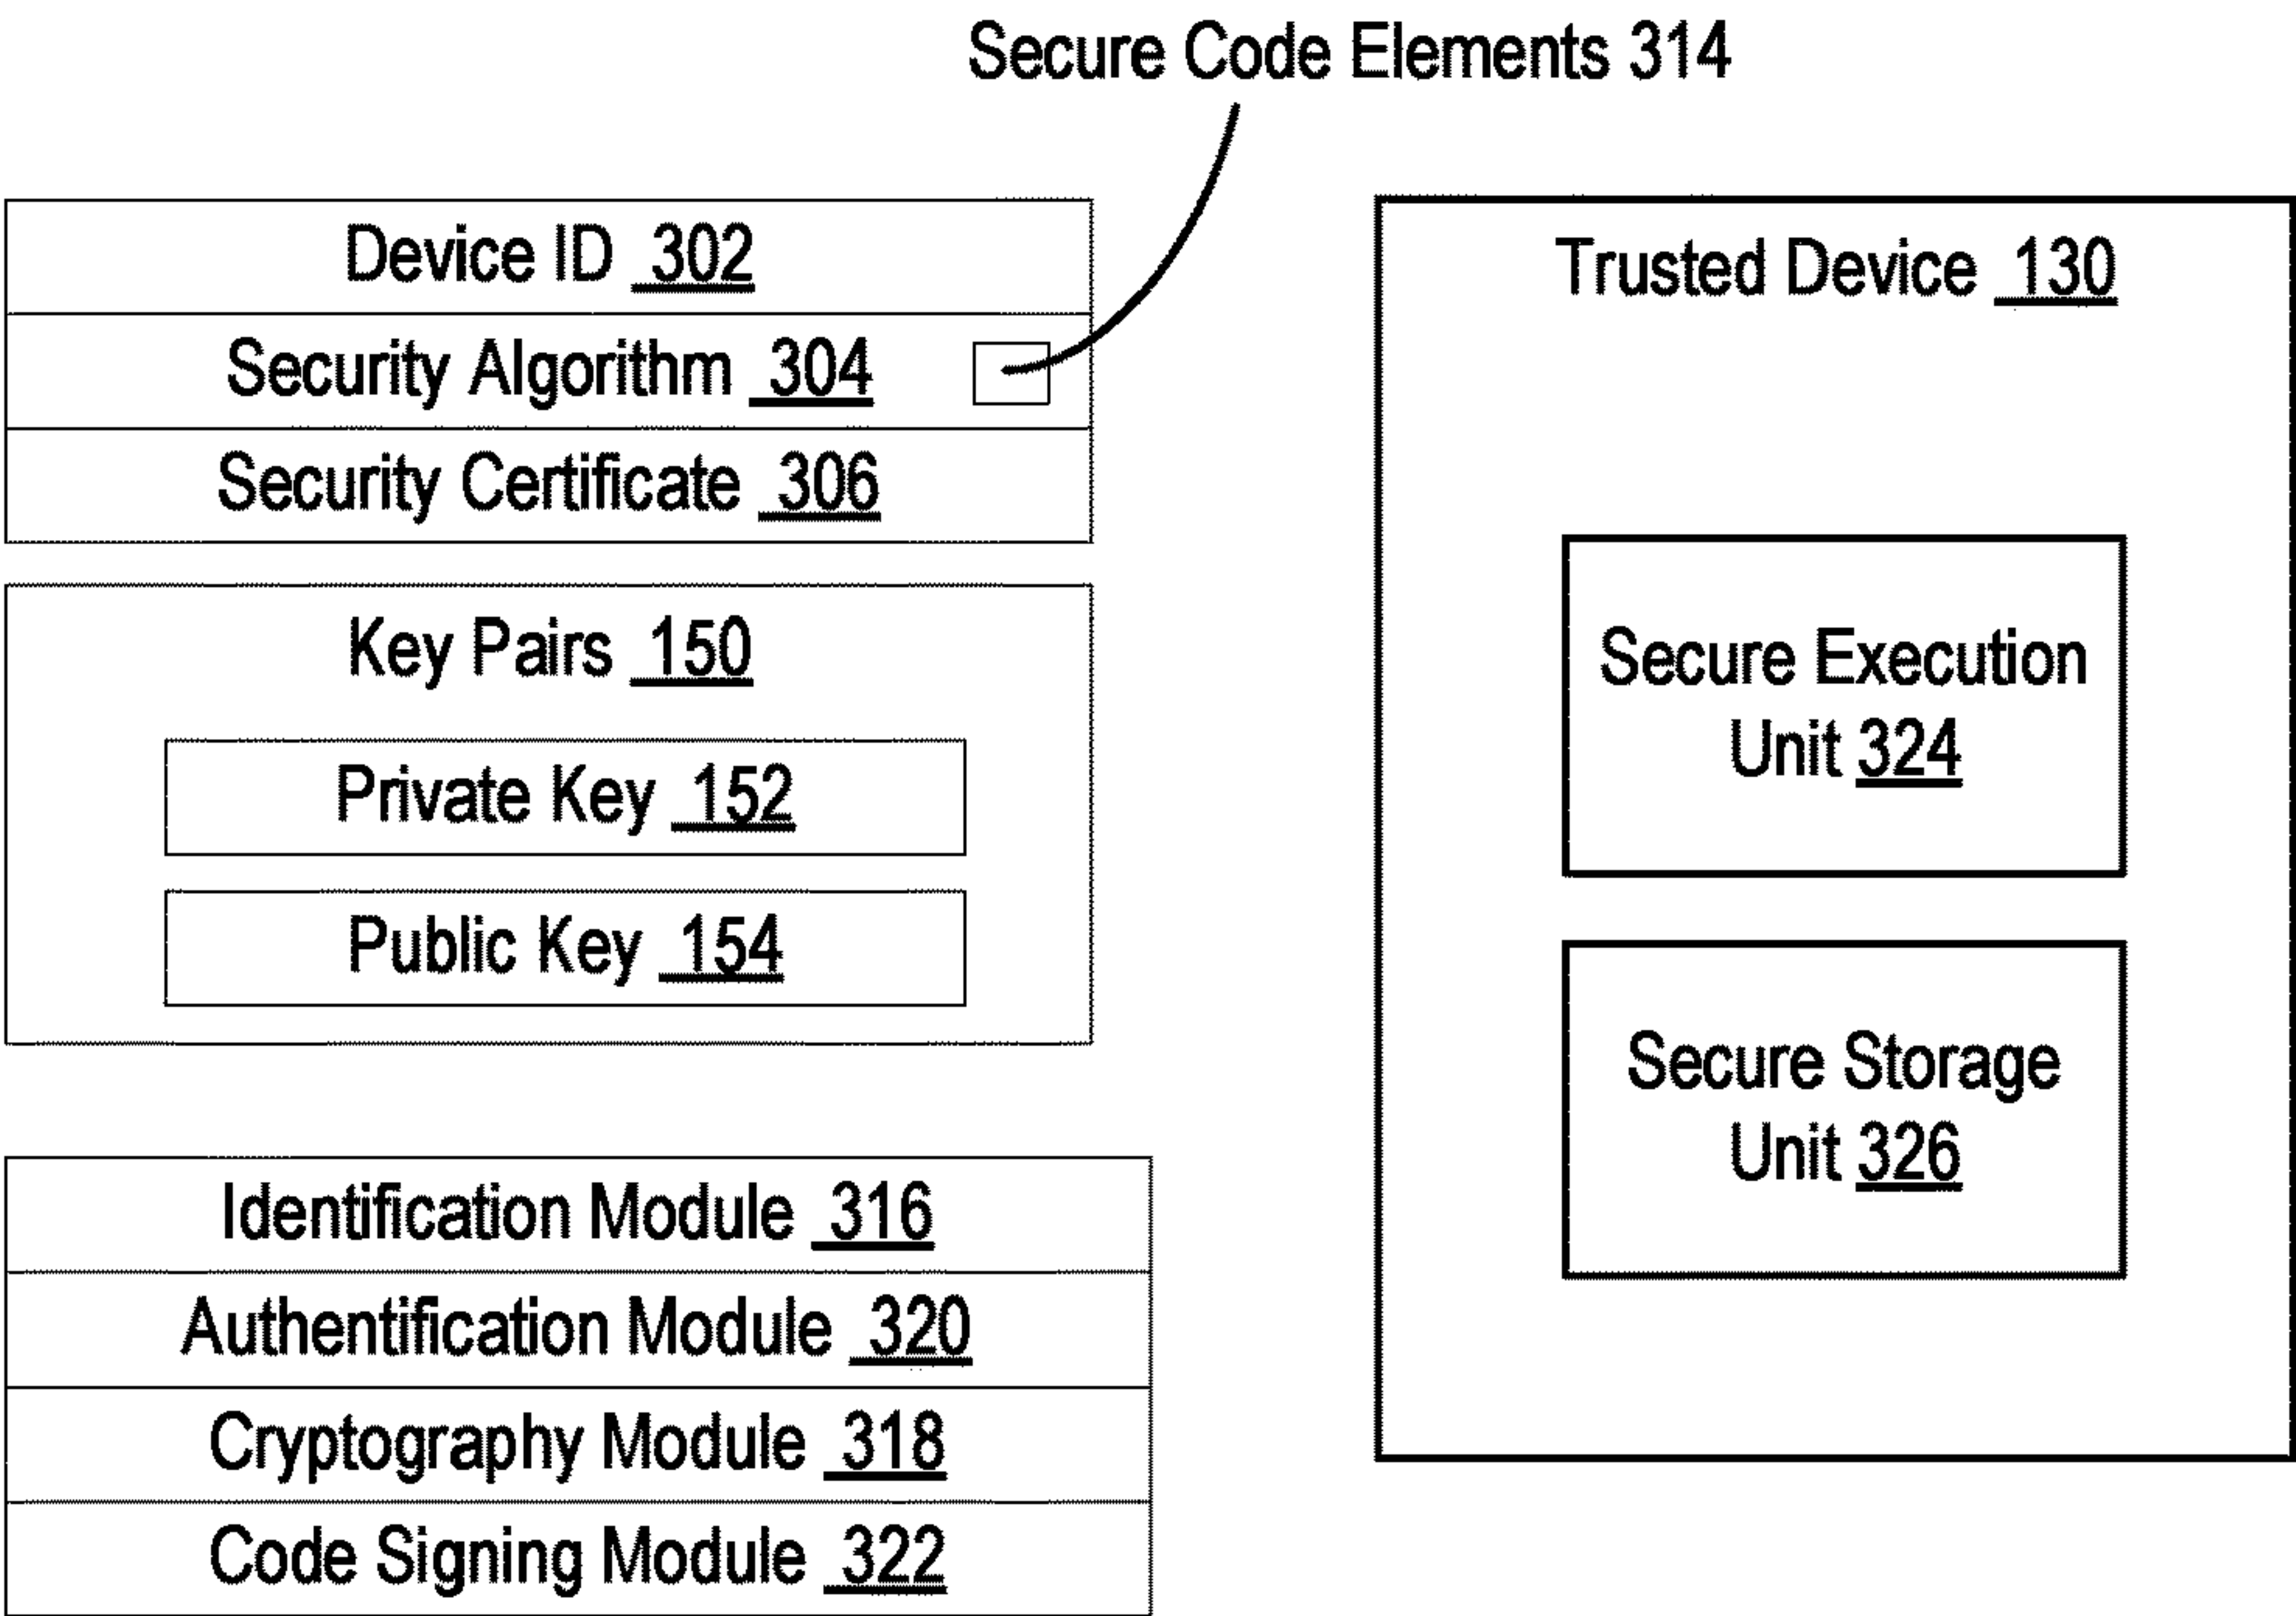 Secure Code Elements 314
Device ID 302
Security Algorithm 304
Security Certificate 306
Key Pairs 150
Private Key 152
Public Key 154
Identification Module 316
Authentification Module 320
Cryptography Module 318
Code Signing Module 322
Trusted Device 130
Secure Execution
Unit 324
Secure Storage
Unit 326